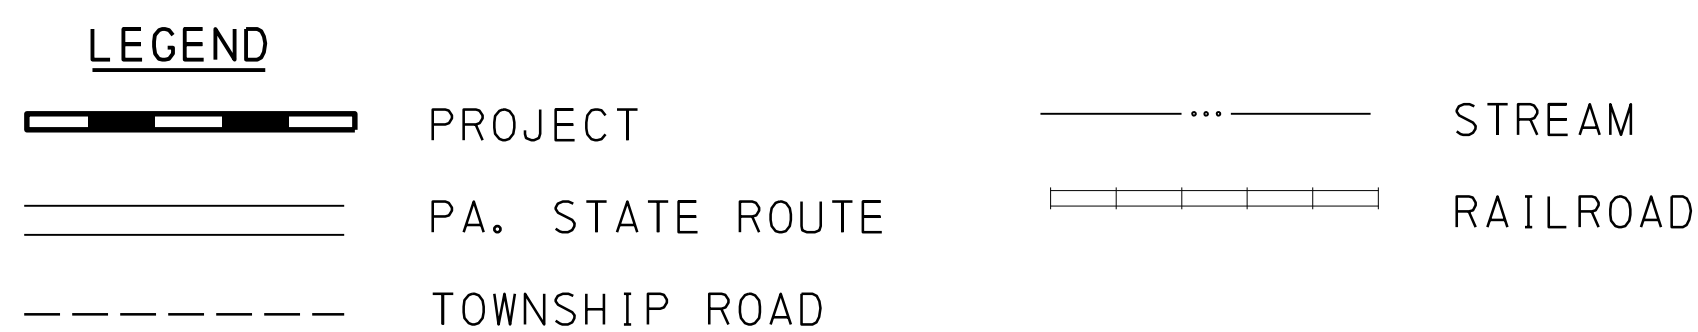 LEGEND
PROJECT
PA. STATE ROUTE
TOWNSHIP ROAD
STREAM
RAILROAD